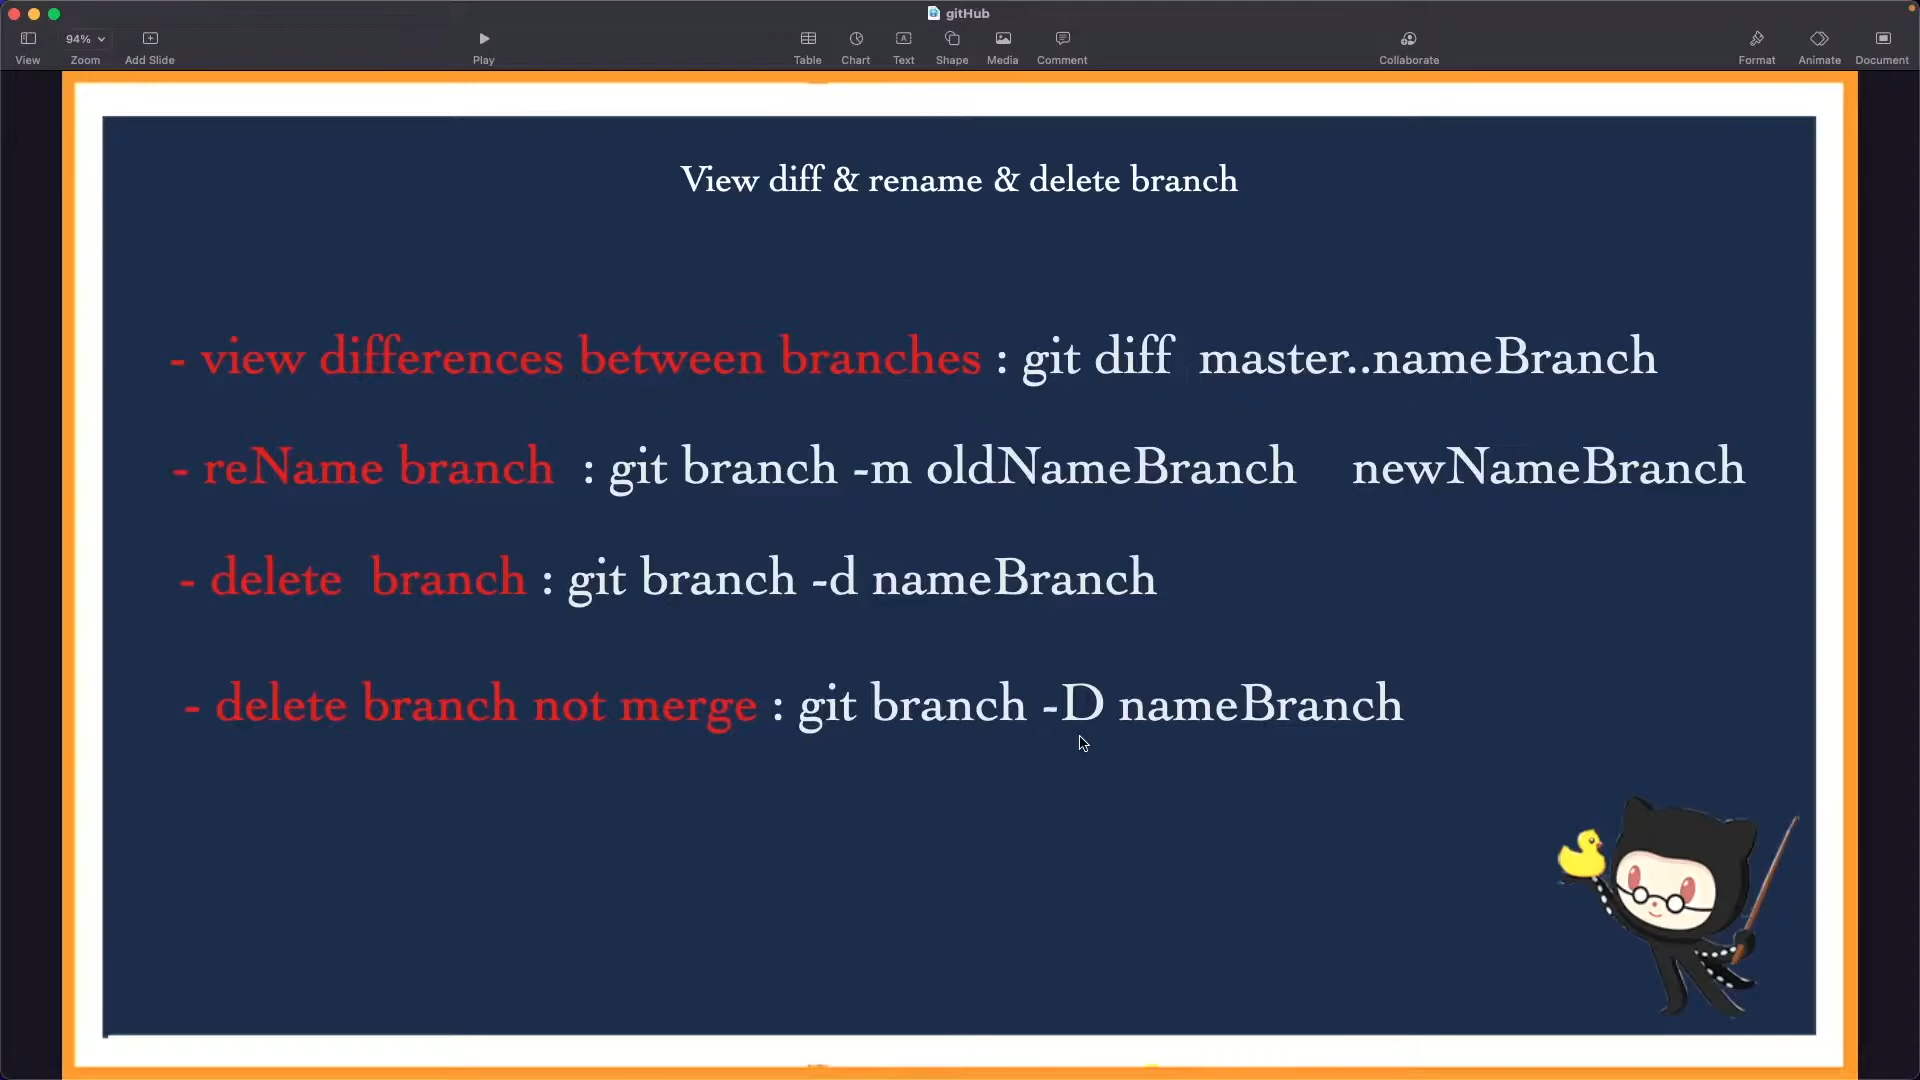 gitHub
94%
View Zoom Add Slide Play Table Chart Text Shape Media Comment Collaborate Format Animate Document
View diff & rename & delete branch
- view differences between branches : git diff master..nameBranch
- reName branch : git branch -m oldNameBranch newNameBranch
- delete branch : git branch -d nameBranch
- delete branch not merge : git branch -D nameBranch